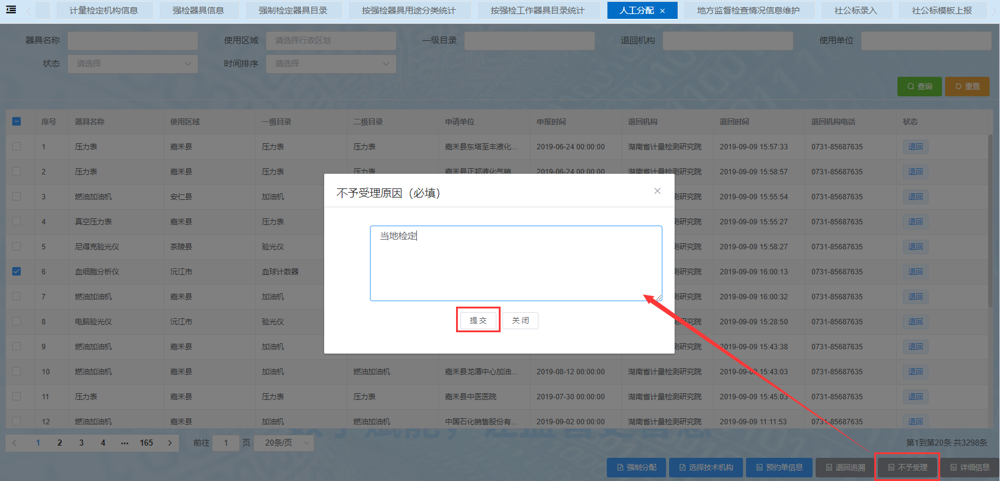 计量检定机构信息 强检器具信息 强制检定器具目录 按强检器具用途分类统计 按强检工作器具目录统计 人工分配 × 地方监督检查情况信息维护 社公标录入 社公标模板上报
器具名称 使用区域 请选择行政区划 一级目录 退回机构 使用单位
状态 请选择 时间排序 请选择
查询 重置
序号 器具名称 使用区域 一级目录 二级目录 申请单位 申报时间 退回机构 退回时间 退回机构电话 状态
1 压力表 嘉禾县 压力表 压力表 嘉禾县东塔至丰液化... 2019-06-24 00:00:00 湖南省计量检测研究院 2019-09-09 15:57:33 0731-85687635 退回
2 压力表 嘉禾县 压力表 压力表 嘉禾县正邦液化气销... 2019-06-24 00:00:00 湖南省计量检测研究院 2019-09-09 15:58:57 0731-85687635 退回
3 燃油加油机 安仁县 加油机 则研究院 2019-09-09 15:55:54 0731-85687635 退回
4 真空压力表 嘉禾县 压力表 则研究院 2019-09-09 15:55:27 0731-85687635 退回
5 尼得克验光仪 茶陵县 验光仪 则研究院 2019-09-09 15:58:27 0731-85687635 退回
6 血细胞分析仪 沅江市 血球计数器 则研究院 2019-09-09 16:00:13 0731-85687635 退回
7 燃油加油机 嘉禾县 加油机 则研究院 2019-09-09 16:00:32 0731-85687635 退回
8 电脑验光仪 沅江市 验光仪 则研究院 2019-09-09 15:28:50 0731-85687635 退回
9 燃油加油机 嘉禾县 加油机 则研究院 2019-09-09 15:43:38 0731-85687635 退回
10 燃油加油机 嘉禾县 加油机 燃油加油机 嘉禾县龙潭中心加油... 2019-08-12 00:00:00 湖南省计量检测研究院 2019-09-09 15:43:03 0731-85687635 退回
11 压力表 嘉禾县 压力表 压力表 嘉禾县中医医院 2019-07-30 00:00:00 湖南省计量检测研究院 2019-09-09 15:45:03 0731-85687635 退回
12 燃油加油机 嘉禾县 加油机 燃油加油机 中国石化销售股份有... 2019-09-02 00:00:00 湖南省计量检测研究院 2019-09-09 11:11:53 0731-85687635 退回
不予受理原因（必填）
当地检定
提交 关闭
1 2 3 4 ... 165 前往 1 页 20条/页 第1到第20条 共3298条
强制分配 选择技术机构 预约单信息 退回追溯 不予受理 详细信息